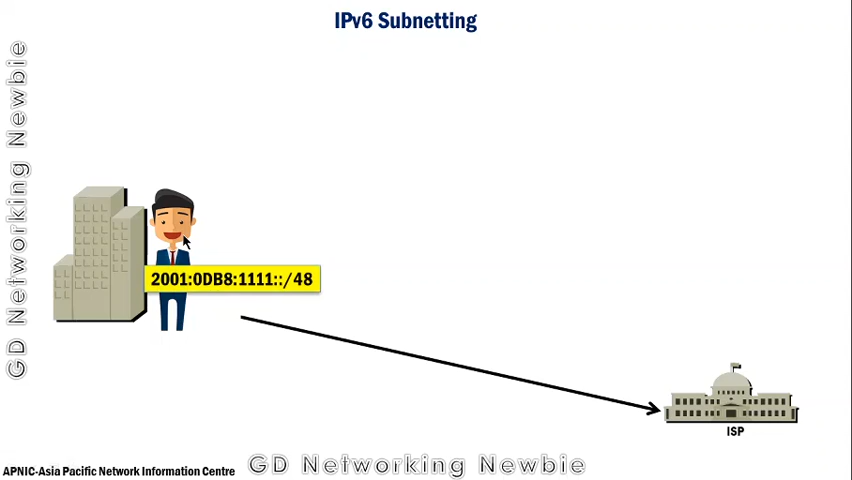 IPv6 Subnetting
GD Networking Newbie
2001:0DB8:1111::/48
ISP
APNIC-Asia Pacific Network Information Centre
GD Networking Newbie